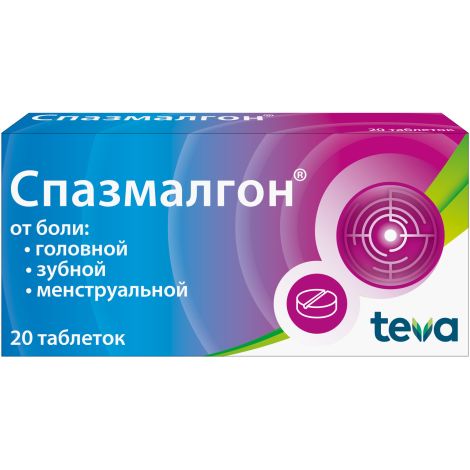 20 таблеток
Спазмалгон®
от боли:
• головной
• зубной
• менструальной
20 таблеток
teva